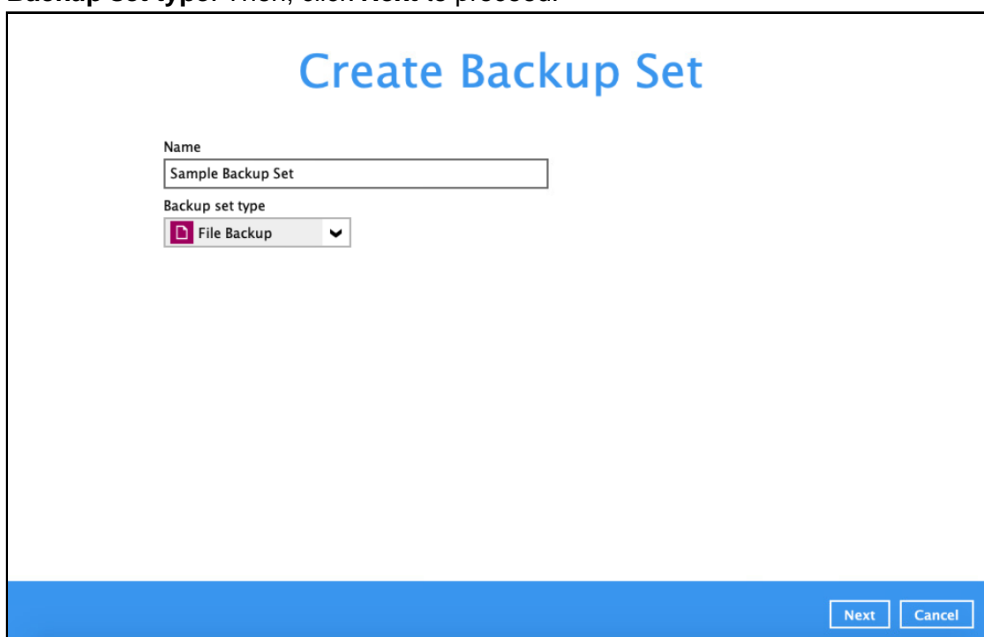 Backup set type. Then, click Next to proceed.
Create Backup Set
Name
Sample Backup Set
Backup set type
File Backup
Next Cancel